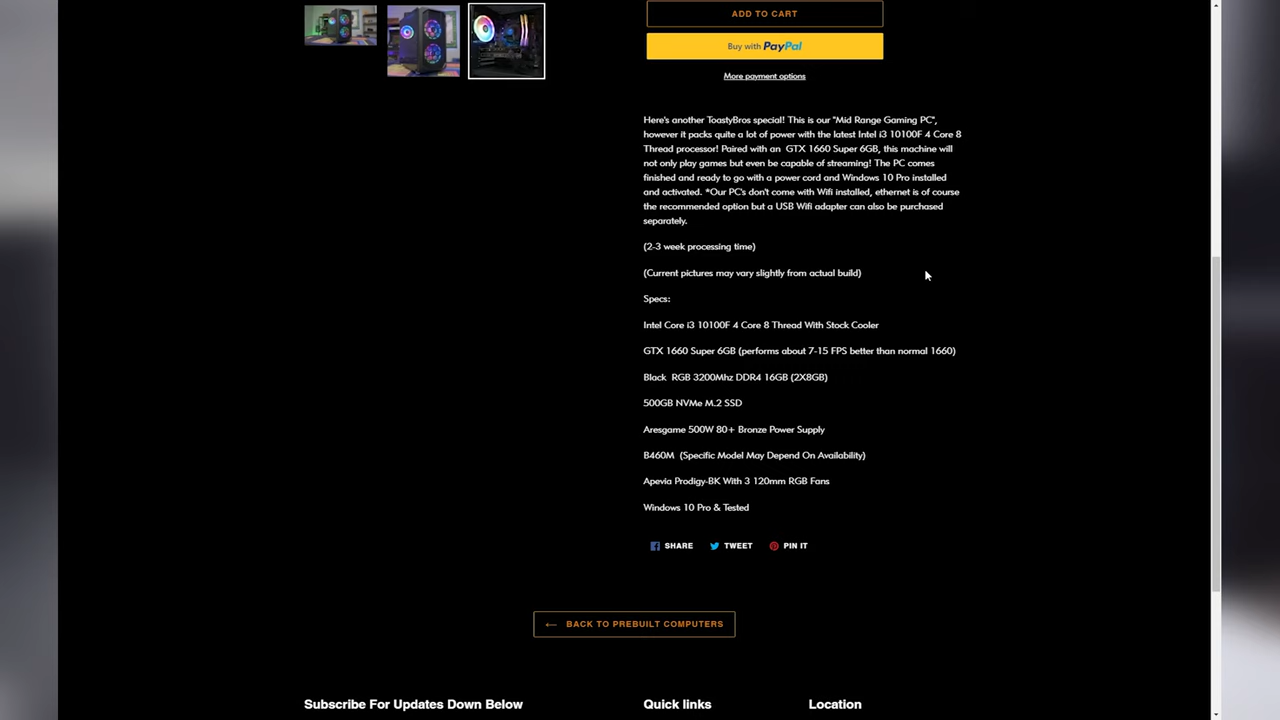 ADD TO CART
Buy with PayPal
More payment options
Here's another ToastyBros special! This is our "Mid Range Gaming PC",
however it packs quite a lot of power with the latest Intel i3 10100F 4 Core 8
Thread processor! Paired with an GTX 1660 Super 6GB, this machine will
not only play games but even be capable of streaming! The PC comes
finished and ready to go with a power cord and Windows 10 Pro installed
and activated. *Our PC's don't come with Wifi installed, ethernet is of course
the recommended option but a USB Wifi adapter can also be purchased
separately.
(2-3 week processing time)
(Current pictures may vary slightly from actual build)
Specs:
Intel Core i3 10100F 4 Core 8 Thread With Stock Cooler
GTX 1660 Super 6GB (performs about 7-15 FPS better than normal 1660)
Black RGB 3200Mhz DDR4 16GB (2X8GB)
500GB NVMe M.2 SSD
Aresgame 500W 80+ Bronze Power Supply
B460M (Specific Model May Depend On Availability)
Apevia Prodigy-BK With 3 120mm RGB Fans
Windows 10 Pro & Tested
SHARE TWEET PIN IT
BACK TO PREBUILT COMPUTERS
Subscribe For Updates Down Below
Quick links
Location